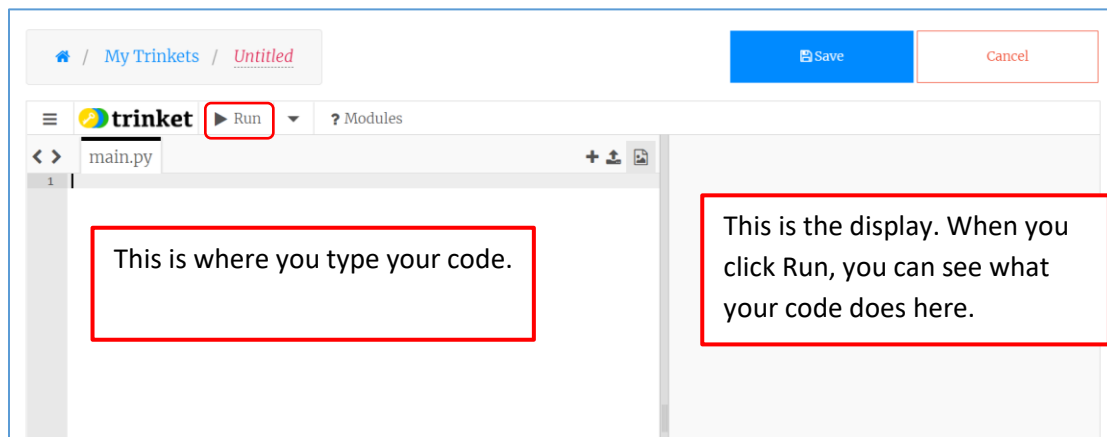 / My Trinkets / Untitled
Save
Cancel
trinket Run ? Modules
main.py
1
This is where you type your code.
This is the display. When you
click Run, you can see what
your code does here.